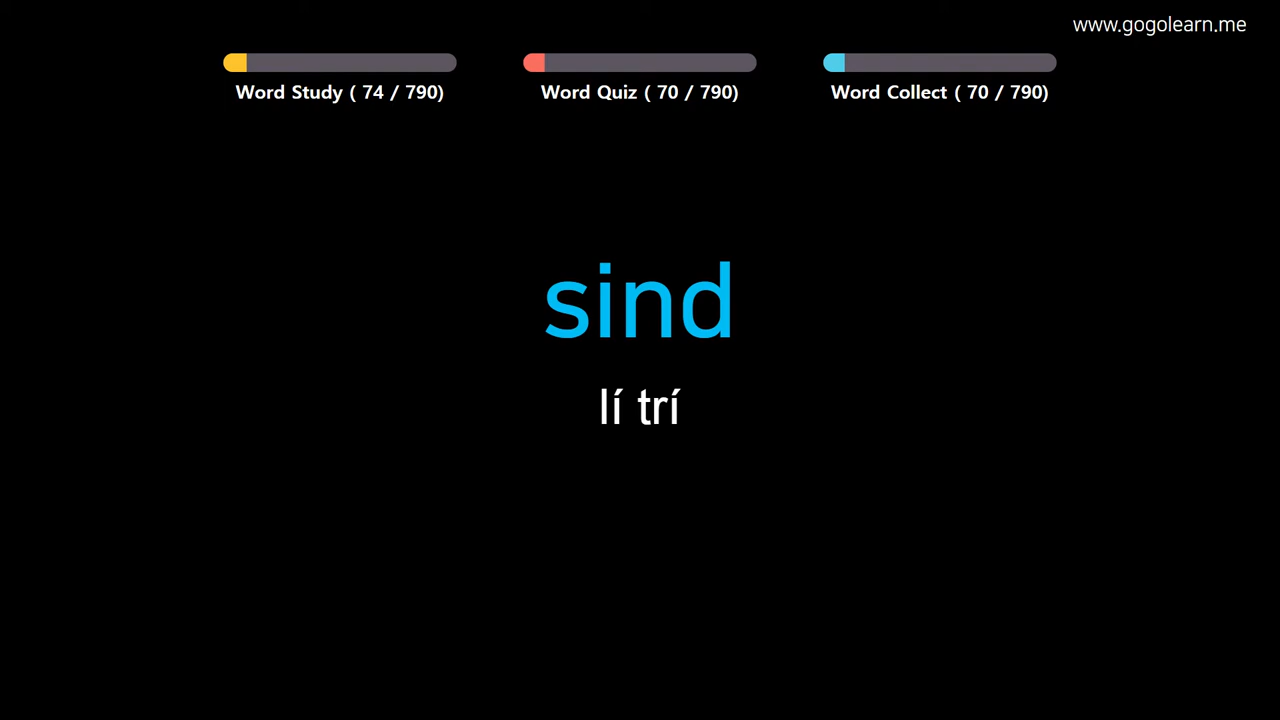 www.gogolearn.me
Word Study ( 74 / 790)
Word Quiz ( 70 / 790)
Word Collect ( 70 / 790)
sind
lí trí